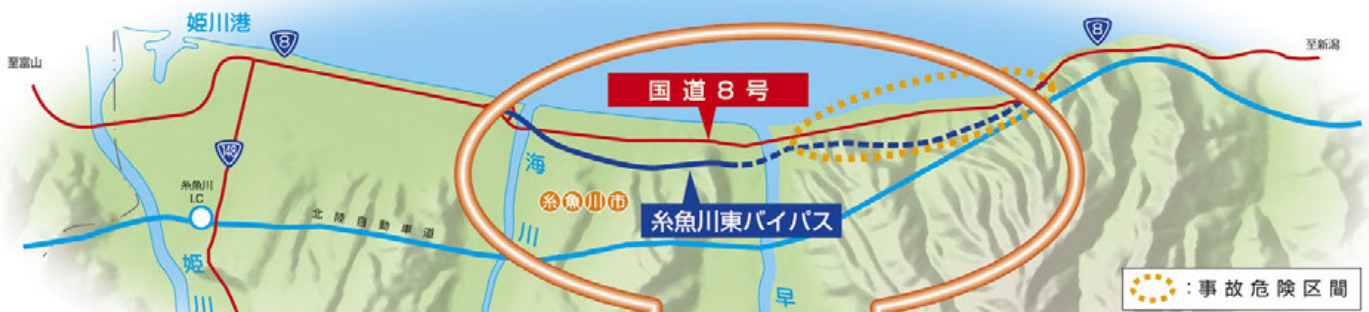 姫川港
8
8
至富山
至新潟
国道8号
148
海川
糸魚川
I.C
糸魚川市
北陸自動車道
糸魚川東バイパス
姫川
早
:事故危険区間